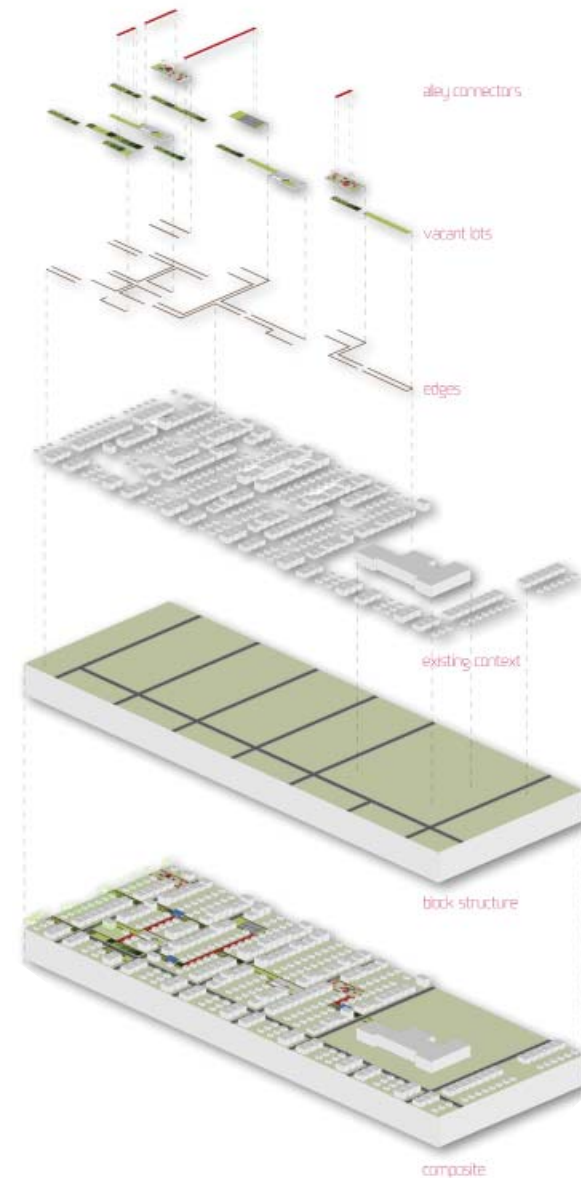 alley connectors
vacant lots
edges
existing context
block structure
composite